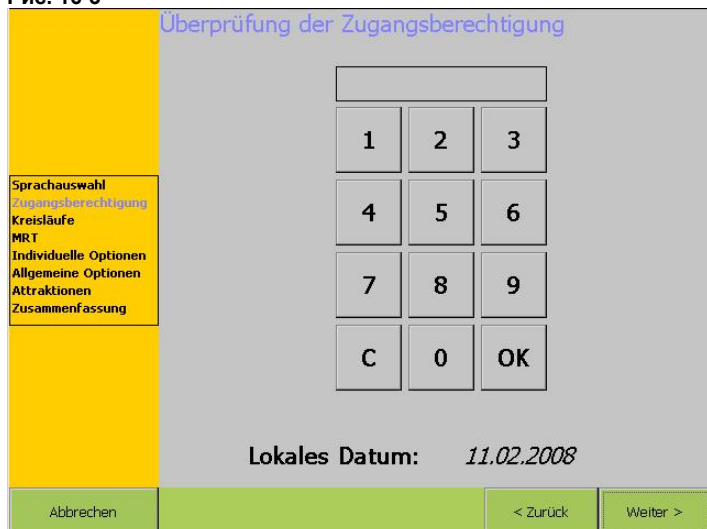 Überprüfung der Zugangsberechtigung
1 2 3
Sprachauswahl
Zugangsberechtigung
Kreisläufe
MRT
Individuelle Optionen
Allgemeine Optionen
Attraktionen
Zusammenfassung
4 5 6
7 8 9
C 0 OK
Lokales Datum: 11.02.2008
Abbrechen
< Zurück
Weiter >